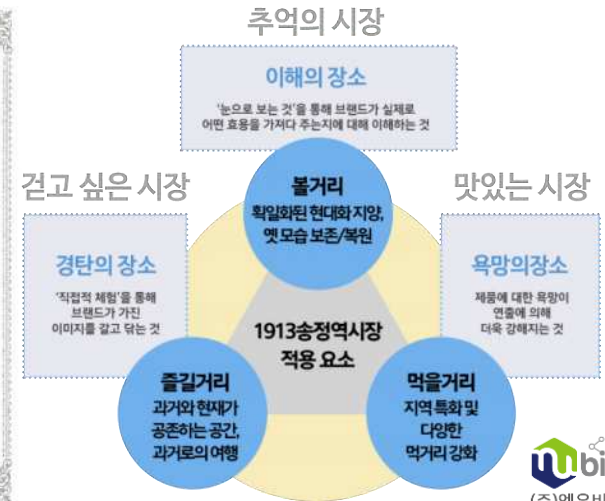 추억의 시장
이해의 장소
'눈으로 보는 것'을 통해 브랜드가 실제로
어떤 효용을 가져다 주는지에 대해 이해하는 것
볼거리
획일화된 현대화 지양,
옛 모습 보존/복원
걷고 싶은 시장
경탄의 장소
'직접적 체험'을 통해
브랜드가 가진
이미지를 갈고 닦는 것
맛있는 시장
욕망의장소
제품에 대한 욕망이
연출에 의해
더욱 강해지는 것
1913송정역시장
적용 요소
즐길거리
과거와 현재가
공존하는 공간,
과거로의 여행
먹을거리
지역 특화 및
다양한
먹거리 강화